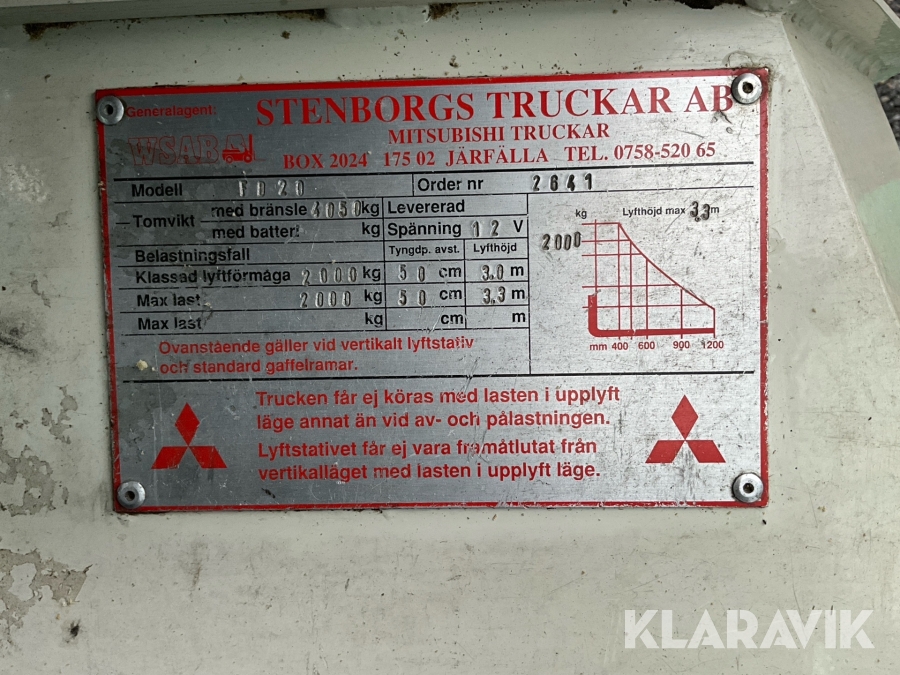 Generalagent: STENBORGS TRUCKAR AB
WSAB MITSUBISHI TRUCKAR
BOX 2024 175 02 JÄRFÄLLA TEL. 0758-520 65
Modell FD20 Order nr 2641
Tomvikt med bränsle 4050 kg Levererad
med batteri kg Spänning 12 V
Belastningsfall Tyngdp. avst. Lyfthöjd
Klassad lyftförmåga 2000 kg 50 cm 3.0 m
Max last 2000 kg 50 cm 3.3 m
Max last kg cm m
kg Lyfthöjd max 3.3 m
2000
mm 400 600 900 1200
Ovanstående gäller vid vertikalt lyftstativ
och standard gaffelramar.
Trucken får ej köras med lasten i upplyft
läge annat än vid av- och pålastningen.
Lyftstativet får ej vara framåtlutat från
vertikalläget med lasten i upplyft läge.
KLARAVIK